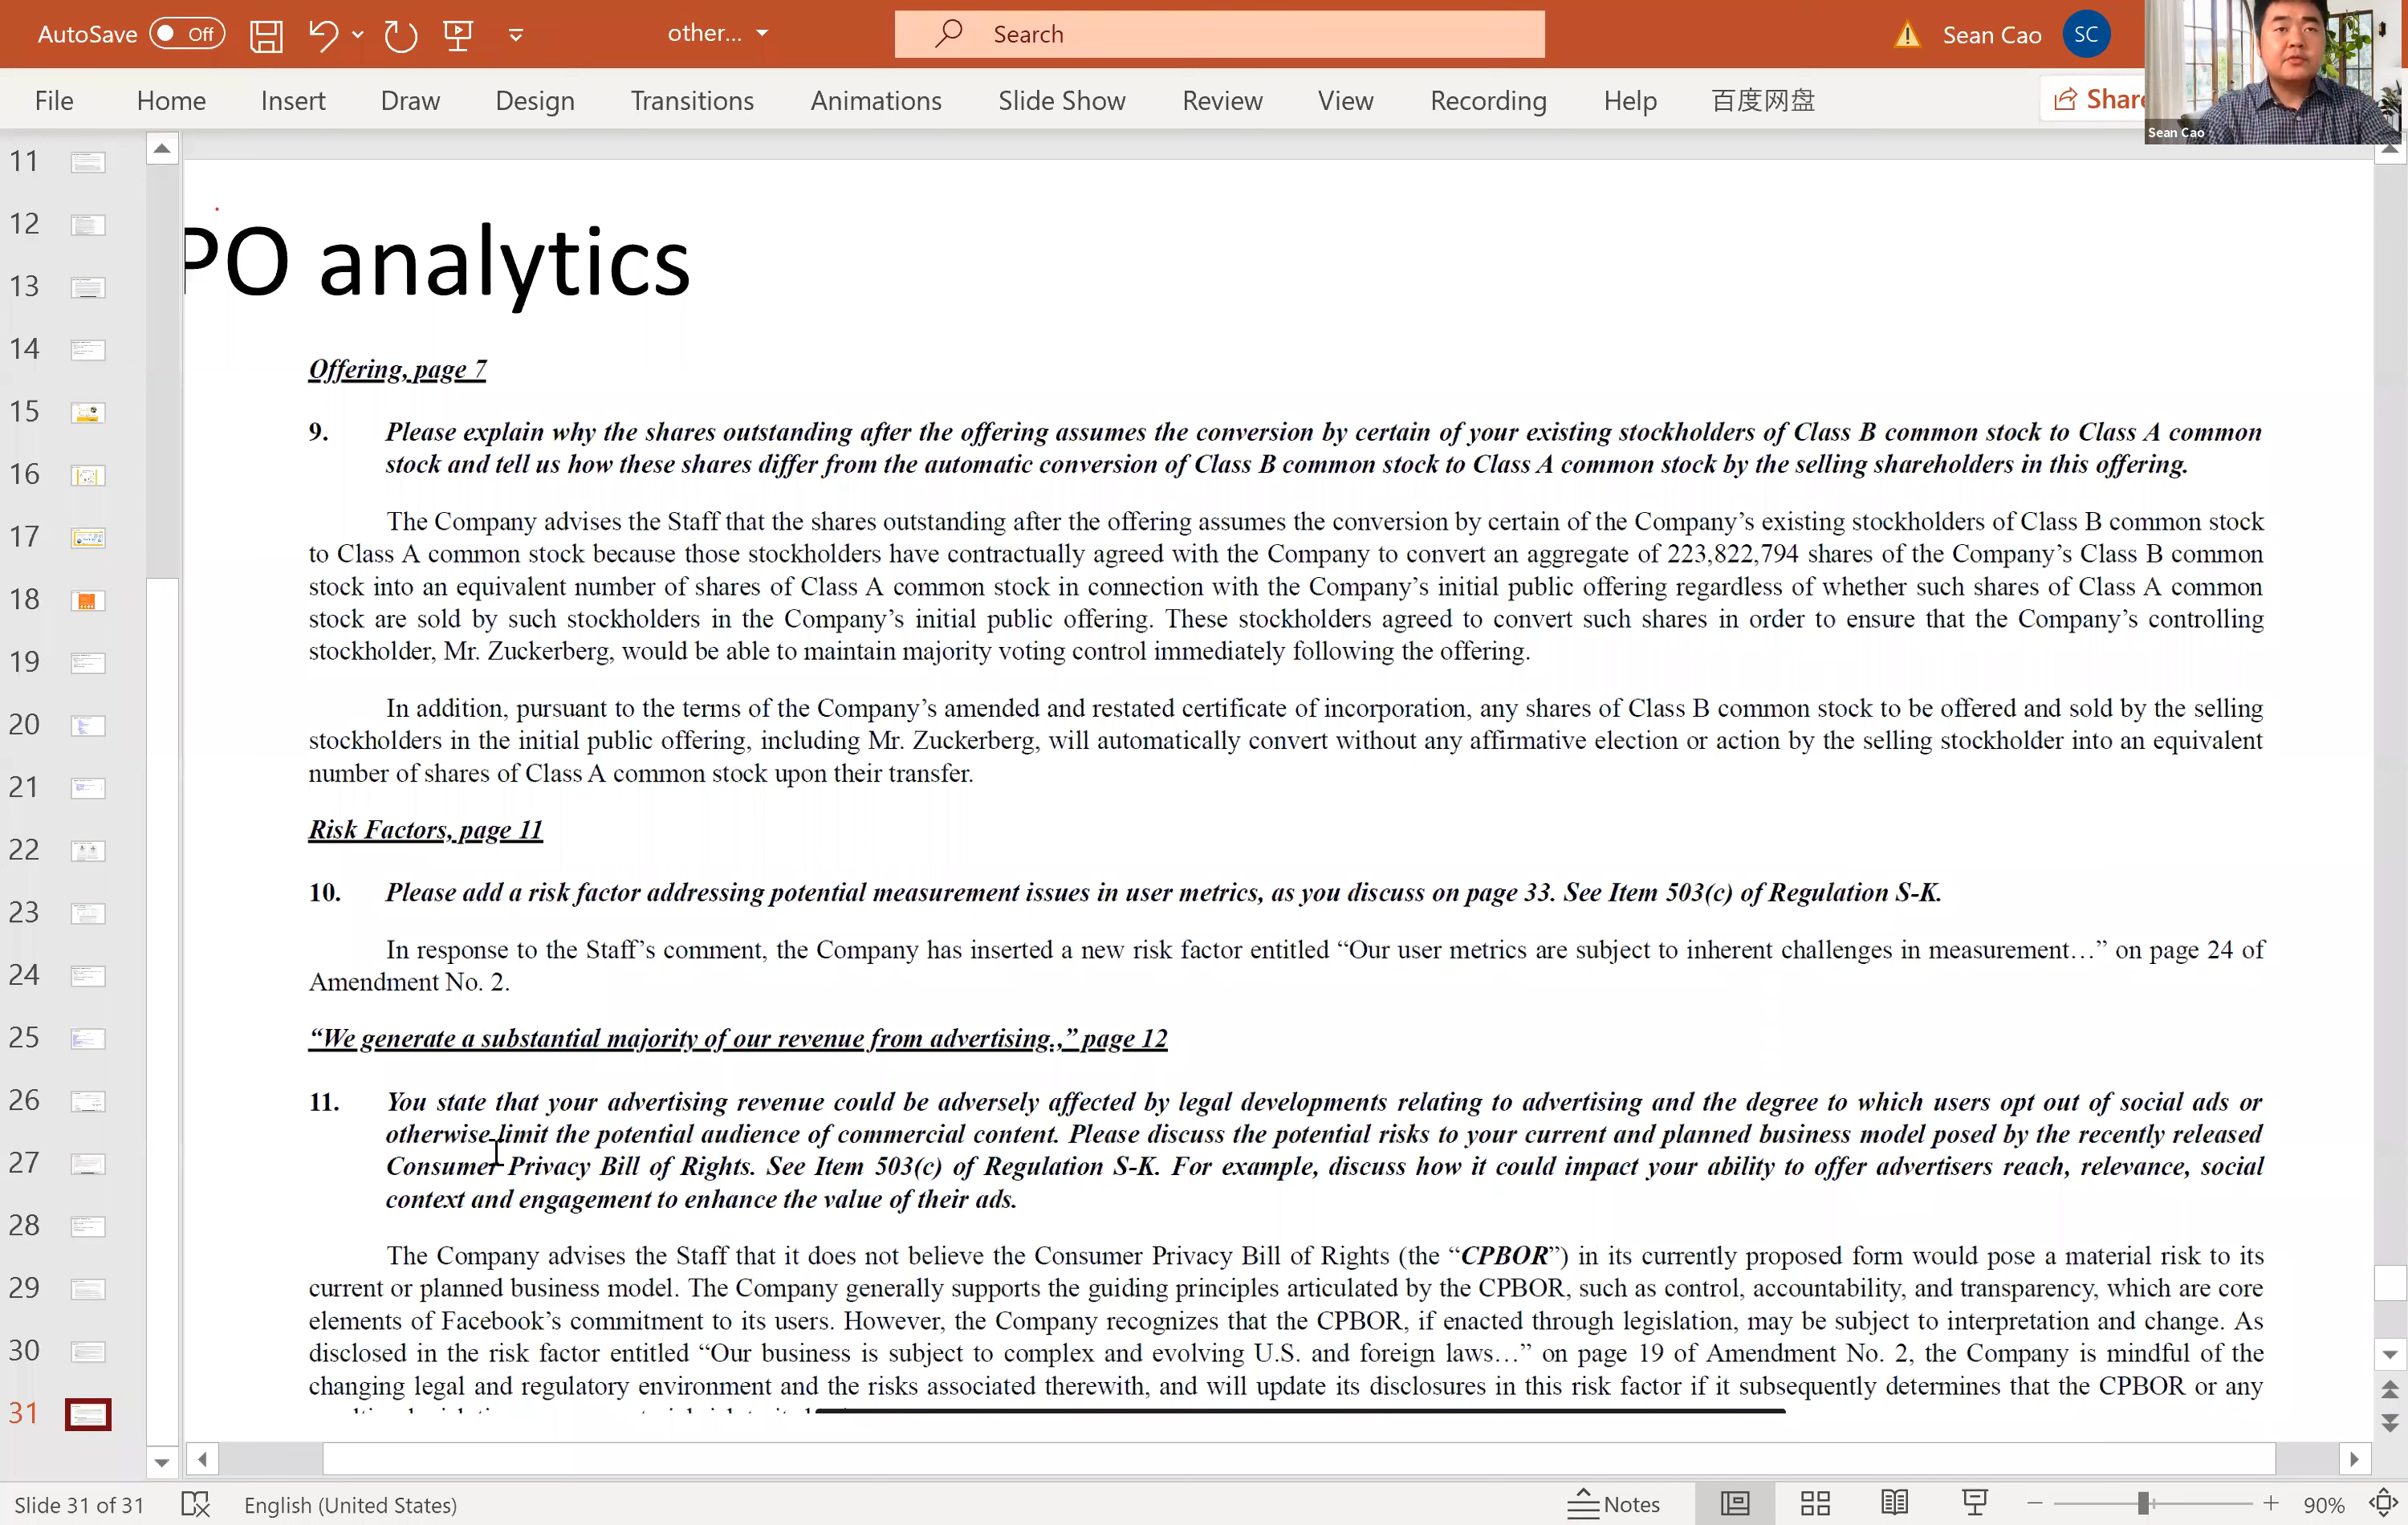 AutoSave Off other... Search Sean Cao SC
File Home Insert Draw Design Transitions Animations Slide Show Review View Recording Help 百度网盘 Share
Sean Cao
11
12
13
14
15
16
17
18
19
20
21
22
23
24
25
26
27
28
29
30
31
PO analytics
Offering, page 7
9. Please explain why the shares outstanding after the offering assumes the conversion by certain of your existing stockholders of Class B common stock to Class A common
stock and tell us how these shares differ from the automatic conversion of Class B common stock to Class A common stock by the selling shareholders in this offering.
The Company advises the Staff that the shares outstanding after the offering assumes the conversion by certain of the Company’s existing stockholders of Class B common stock
to Class A common stock because those stockholders have contractually agreed with the Company to convert an aggregate of 223,822,794 shares of the Company’s Class B common
stock into an equivalent number of shares of Class A common stock in connection with the Company’s initial public offering regardless of whether such shares of Class A common
stock are sold by such stockholders in the Company’s initial public offering. These stockholders agreed to convert such shares in order to ensure that the Company’s controlling
stockholder, Mr. Zuckerberg, would be able to maintain majority voting control immediately following the offering.
In addition, pursuant to the terms of the Company’s amended and restated certificate of incorporation, any shares of Class B common stock to be offered and sold by the selling
stockholders in the initial public offering, including Mr. Zuckerberg, will automatically convert without any affirmative election or action by the selling stockholder into an equivalent
number of shares of Class A common stock upon their transfer.
Risk Factors, page 11
10. Please add a risk factor addressing potential measurement issues in user metrics, as you discuss on page 33. See Item 503(c) of Regulation S-K.
In response to the Staff’s comment, the Company has inserted a new risk factor entitled “Our user metrics are subject to inherent challenges in measurement…” on page 24 of
Amendment No. 2.
“We generate a substantial majority of our revenue from advertising.,” page 12
11. You state that your advertising revenue could be adversely affected by legal developments relating to advertising and the degree to which users opt out of social ads or
otherwise limit the potential audience of commercial content. Please discuss the potential risks to your current and planned business model posed by the recently released
Consumer Privacy Bill of Rights. See Item 503(c) of Regulation S-K. For example, discuss how it could impact your ability to offer advertisers reach, relevance, social
context and engagement to enhance the value of their ads.
The Company advises the Staff that it does not believe the Consumer Privacy Bill of Rights (the “CPBOR”) in its currently proposed form would pose a material risk to its
current or planned business model. The Company generally supports the guiding principles articulated by the CPBOR, such as control, accountability, and transparency, which are core
elements of Facebook’s commitment to its users. However, the Company recognizes that the CPBOR, if enacted through legislation, may be subject to interpretation and change. As
disclosed in the risk factor entitled “Our business is subject to complex and evolving U.S. and foreign laws…” on page 19 of Amendment No. 2, the Company is mindful of the
changing legal and regulatory environment and the risks associated therewith, and will update its disclosures in this risk factor if it subsequently determines that the CPBOR or any
Slide 31 of 31 English (United States) Notes 90%